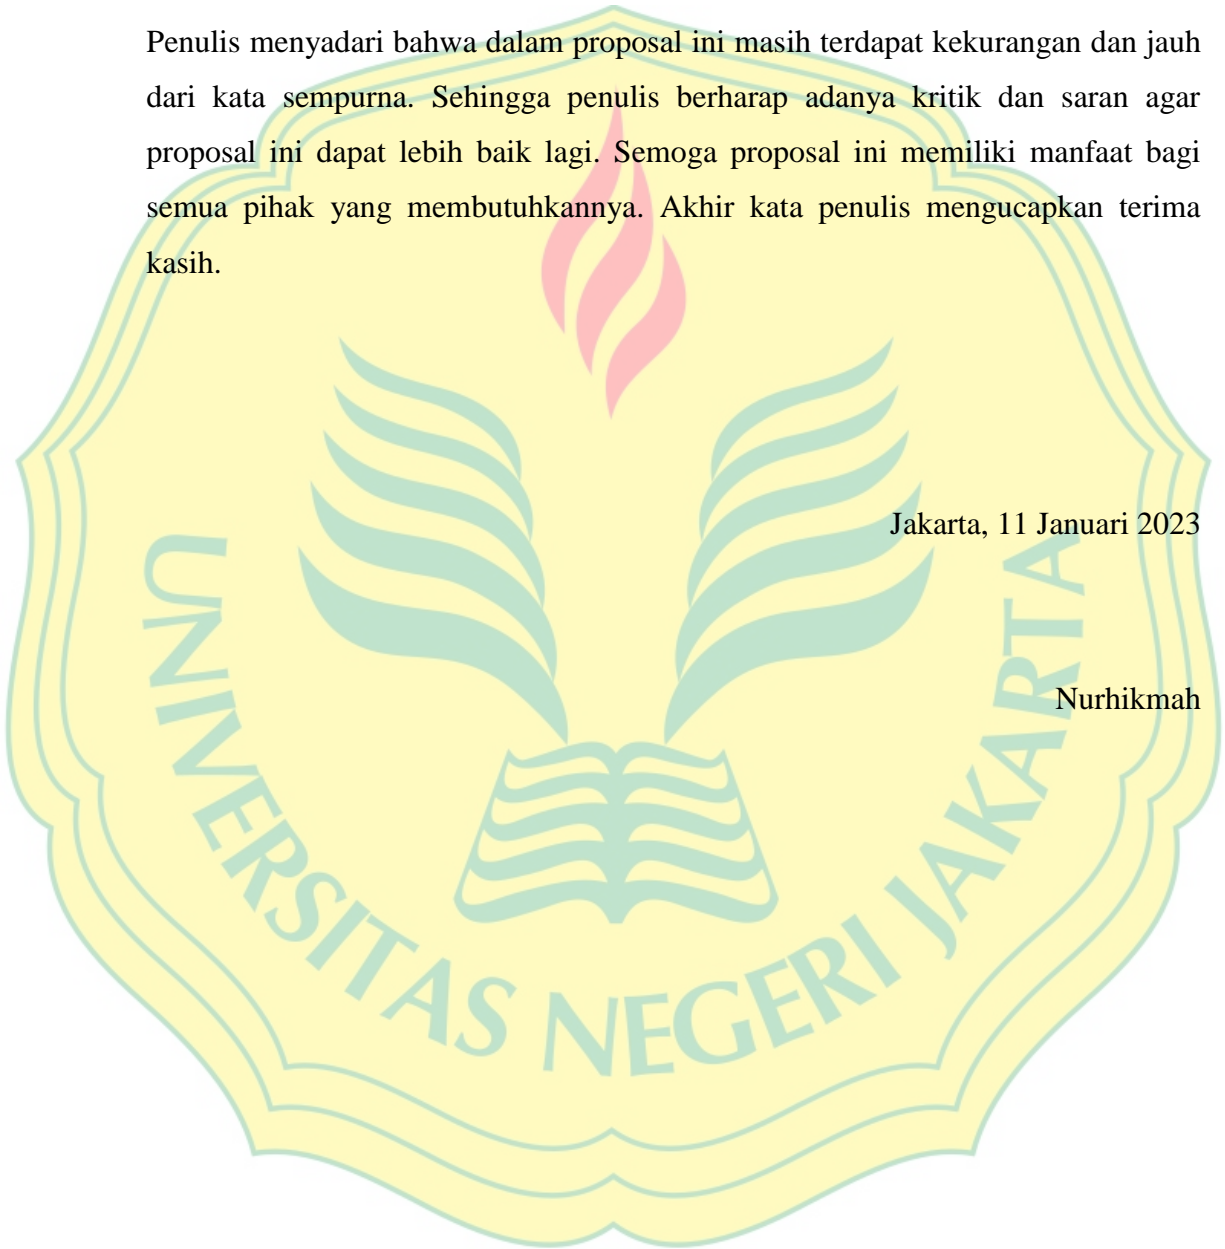 Penulis menyadari bahwa dalam proposal ini masih terdapat kekurangan dan jauh
dari kata sempurna. Sehingga penulis berharap adanya kritik dan saran agar
proposal ini dapat lebih baik lagi. Semoga proposal ini memiliki manfaat bagi
semua pihak yang membutuhkannya. Akhir kata penulis mengucapkan terima
kasih.
Jakarta, 11 Januari 2023
Nurhikmah
UNIVERSITAS NEGERI JAKARTA